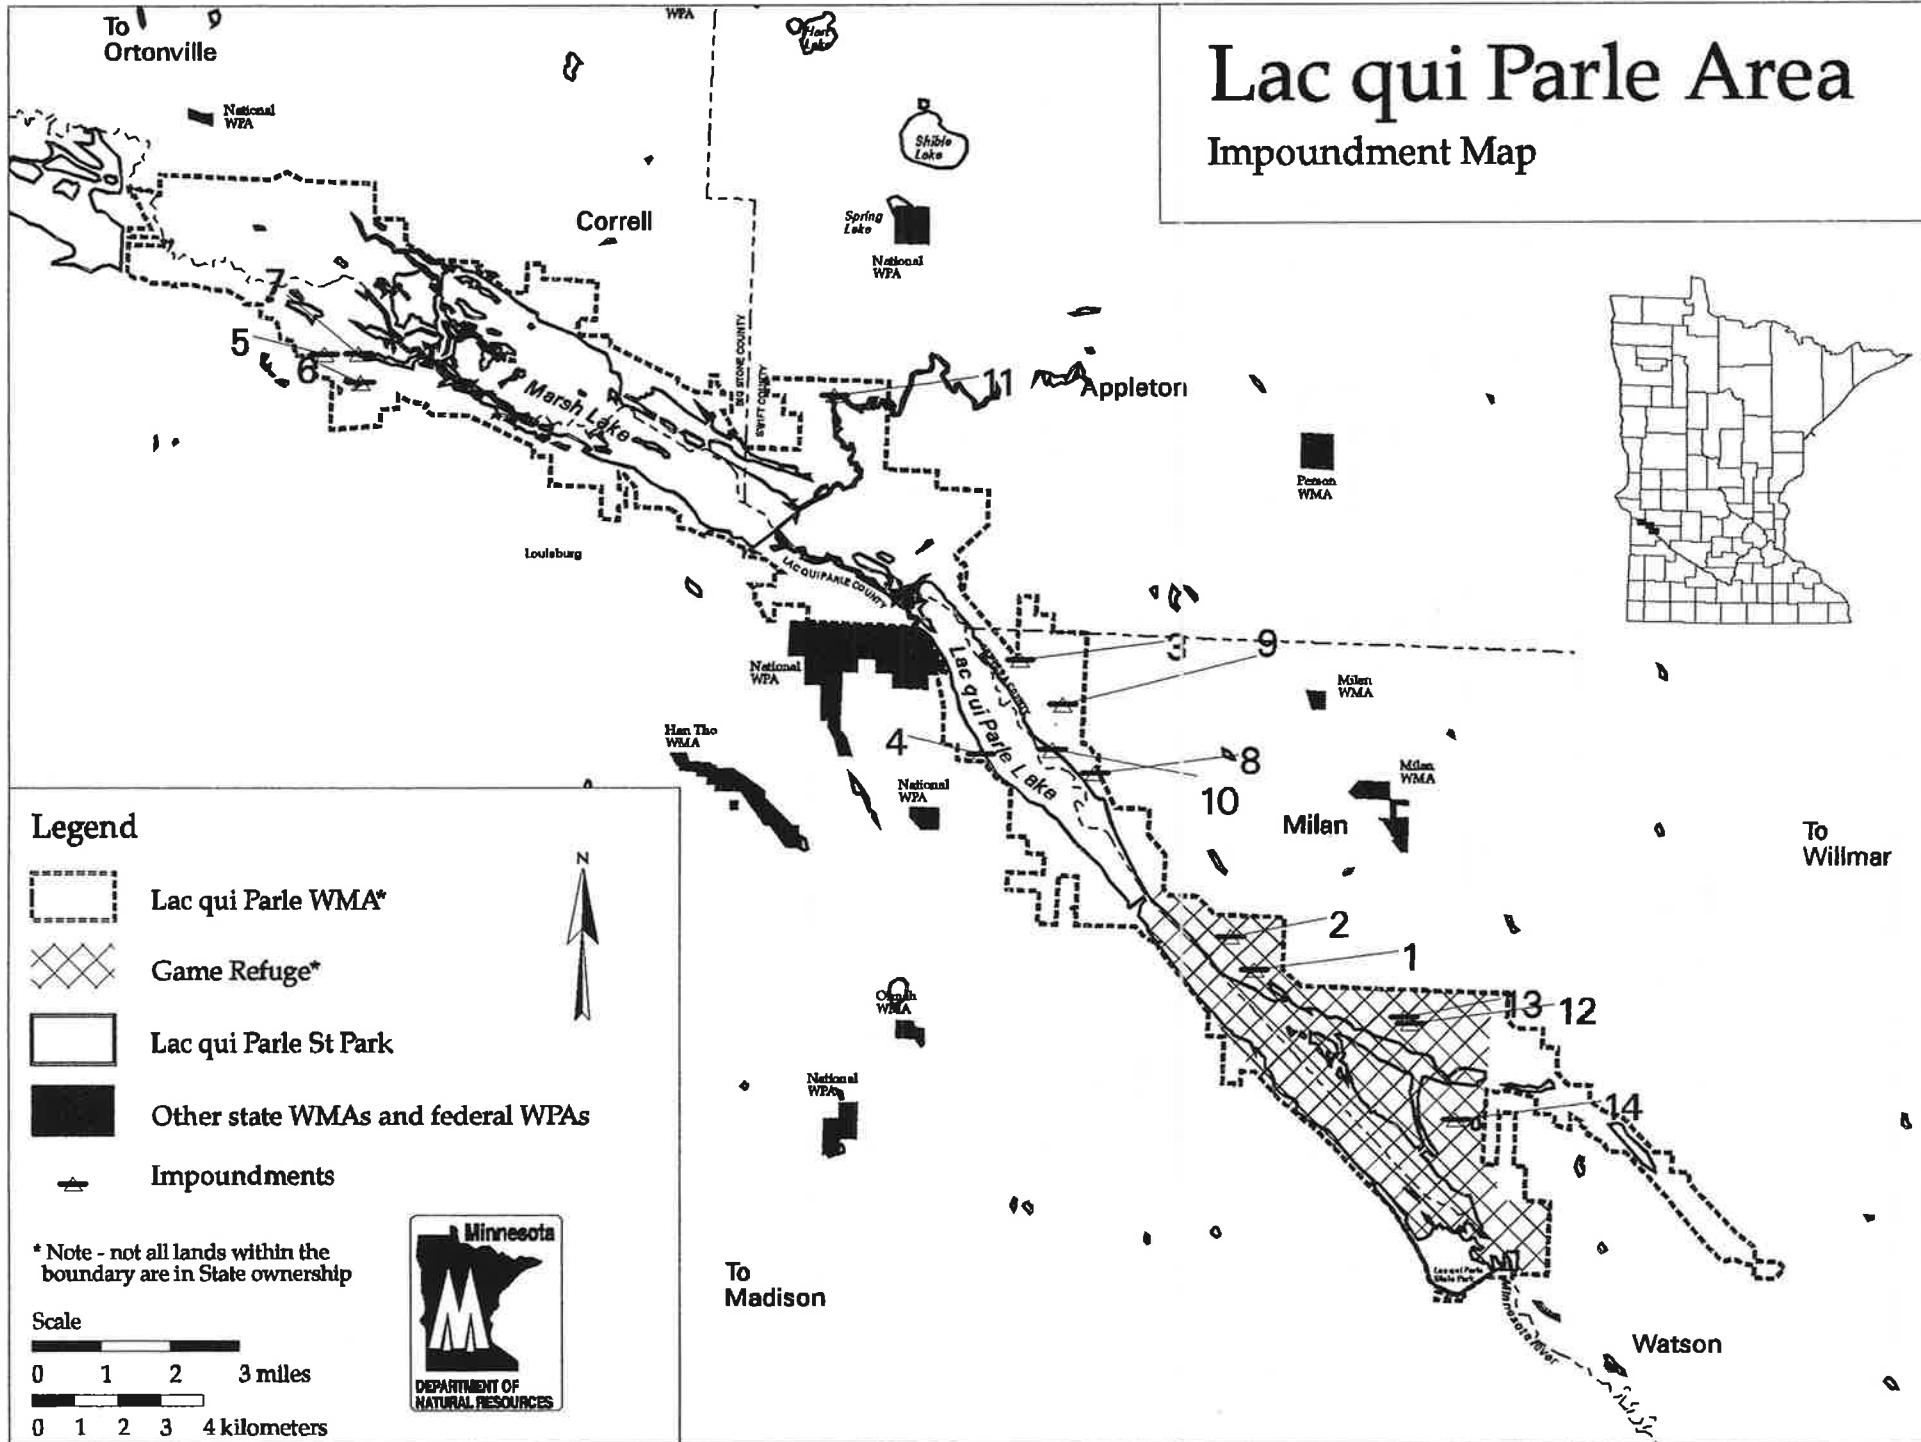 Lac qui Parle Area
Impoundment Map
To
Ortonville
WPA
Hart
Lake
National
WPA
Shible
Lake
Correll
Spring
Lake
National
WPA
7
5
6
Marsh Lake
BIG STONE COUNTY
SWIFT COUNTY
11
Appleton
Person
WMA
Louisburg
LAC QUI PARLE COUNTY
National
WPA
Lac qui Parle Lake
3
9
Milan
WMA
Han Tho
WMA
4
8
10
National
WPA
Milan
WMA
Milan
To
Willmar
2
1
13
12
WMA
National
WPA
14
To
Madison
Lac qui Parle
State Park
Minnesota River
Watson
Legend
N
Lac qui Parle WMA*
Game Refuge*
Lac qui Parle St Park
Other state WMAs and federal WPAs
Impoundments
* Note - not all lands within the
boundary are in State ownership
Scale
0 1 2 3 miles
0 1 2 3 4 kilometers
Minnesota
DEPARTMENT OF
NATURAL RESOURCES